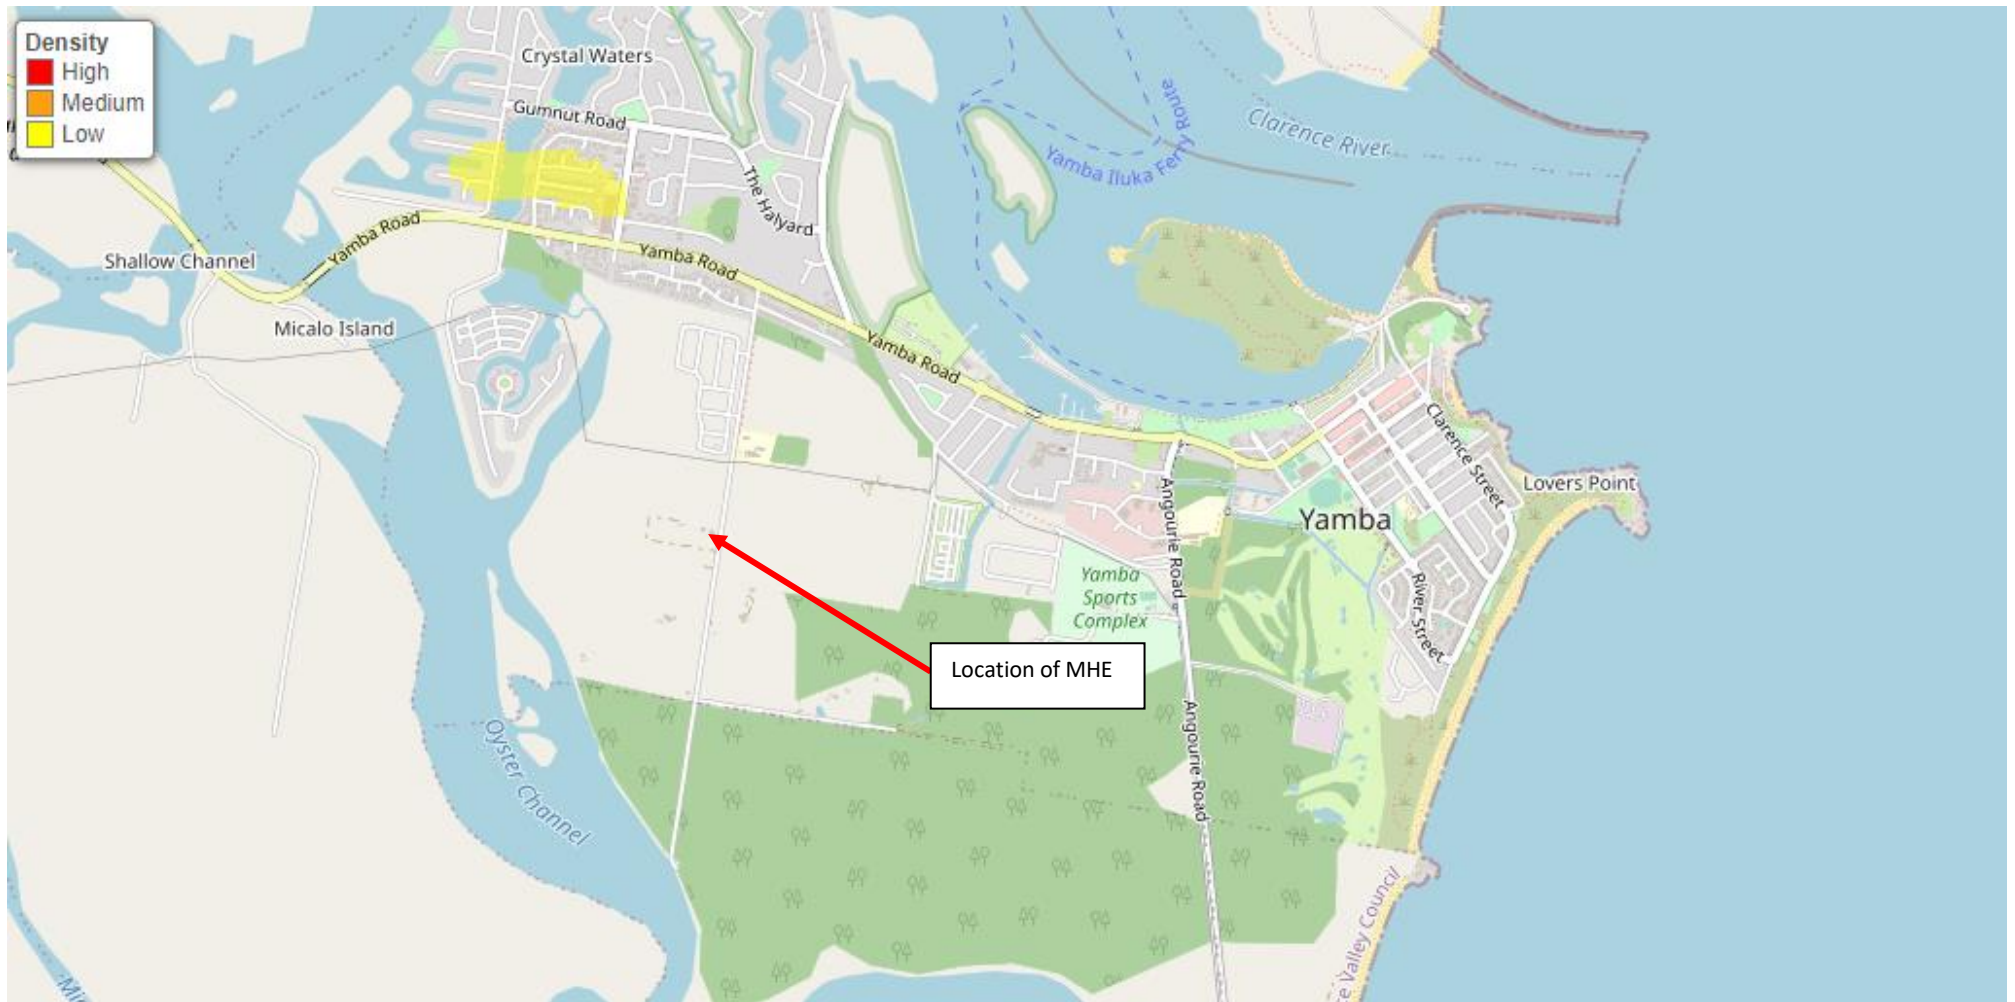 Density
High
Medium
Low
Crystal Waters
Gumnut Road
The Halyard
Yamba Road
Yamba Road
Yamba Road
Shallow Channel
Micalo Island
Yamba Iluka Ferry Route
Clarence River
Clarence Street
Lovers Point
Yamba
Angourie Road
River Street
Yamba
Sports
Complex
Location of MHE
Angourie Road
Oyster Channel
Valley Council